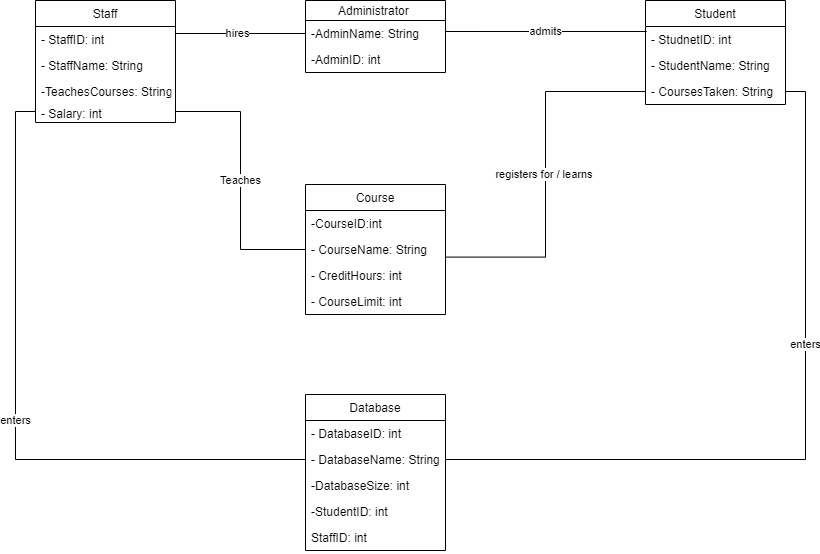 Staff
- StaffID: int
- StaffName: String
-TeachesCourses: String
- Salary: int
hires
Administrator
-AdminName: String
-AdminID: int
admits
Student
- StudnetID: int
- StudentName: String
- CoursesTaken: String
Teaches
registers for / learns
Course
-CourseID:int
- CourseName: String
- CreditHours: int
- CourseLimit: int
enters
enters
Database
- DatabaseID: int
- DatabaseName: String
-DatabaseSize: int
-StudentID: int
StaffID: int